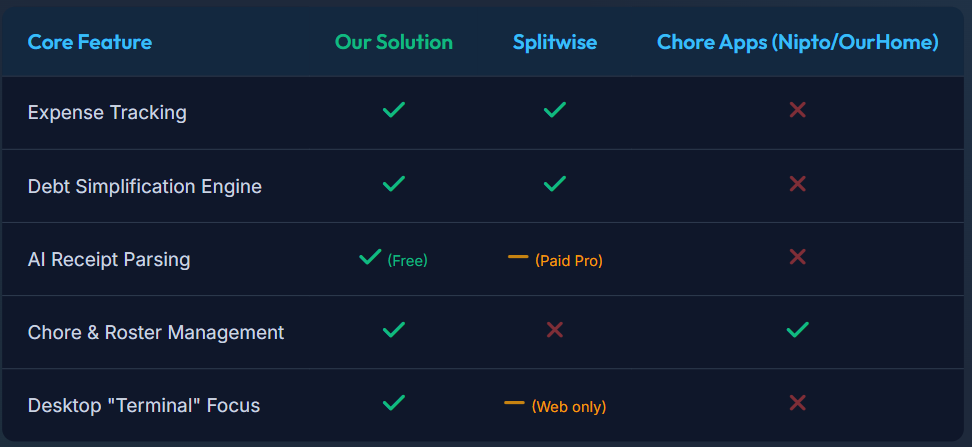 Core Feature Our Solution Splitwise Chore Apps (Nipto/OurHome)
Expense Tracking ✓ ✓ ✕
Debt Simplification Engine ✓ ✓ ✕
AI Receipt Parsing ✓ (Free) — (Paid Pro) ✕
Chore & Roster Management ✓ ✕ ✓
Desktop "Terminal" Focus ✓ — (Web only) ✕